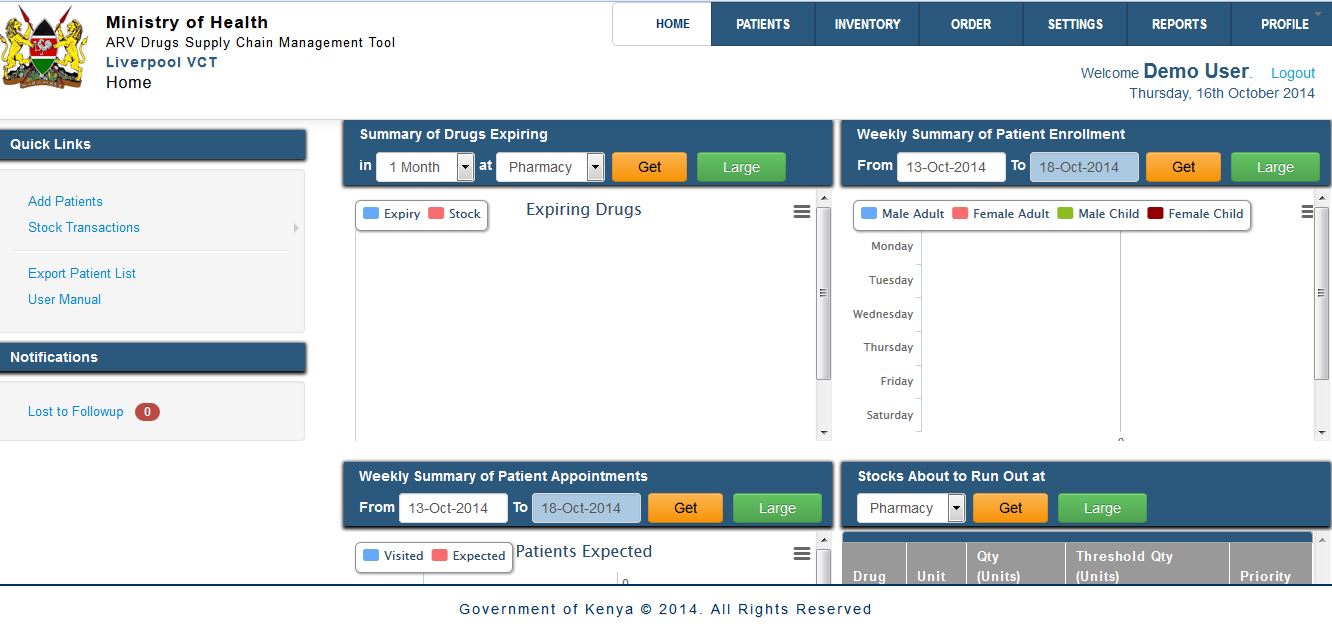 Ministry of Health
ARV Drugs Supply Chain Management Tool
Liverpool VCT
Home
HOME PATIENTS INVENTORY ORDER SETTINGS REPORTS PROFILE
Welcome Demo User. Logout
Thursday, 16th October 2014
Quick Links
Add Patients
Stock Transactions
Export Patient List
User Manual
Notifications
Lost to Followup 0
Summary of Drugs Expiring
in 1 Month at Pharmacy Get Large
Expiry Stock Expiring Drugs
Weekly Summary of Patient Enrollment
From 13-Oct-2014 To 18-Oct-2014 Get Large
Male Adult Female Adult Male Child Female Child
Monday
Tuesday
Wednesday
Thursday
Friday
Saturday
0
Weekly Summary of Patient Appointments
From 13-Oct-2014 To 18-Oct-2014 Get Large
Visited Expected Patients Expected
0
Stocks About to Run Out at
Pharmacy Get Large
Drug Unit Qty (Units) Threshold Qty (Units) Priority
Government of Kenya © 2014. All Rights Reserved